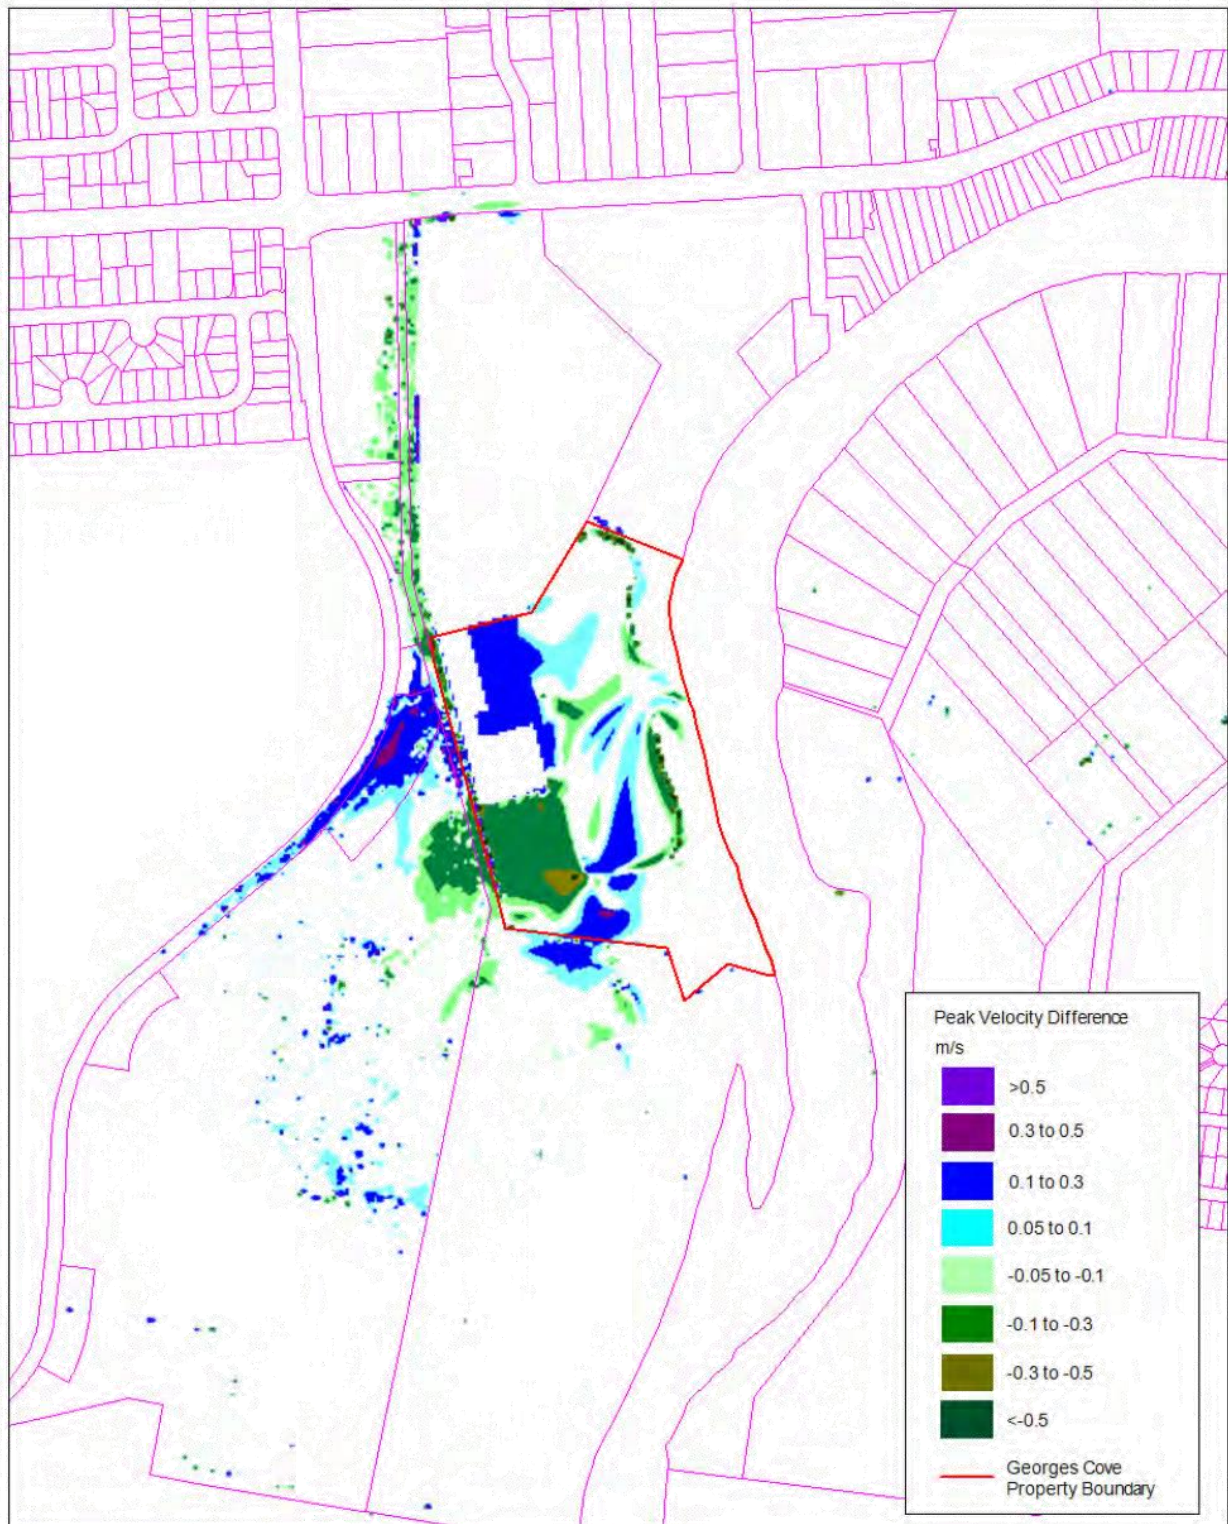 Peak Velocity Difference
m/s
>0.5
0.3 to 0.5
0.1 to 0.3
0.05 to 0.1
-0.05 to -0.1
-0.1 to -0.3
-0.3 to -0.5
<-0.5
Georges Cove
Property Boundary